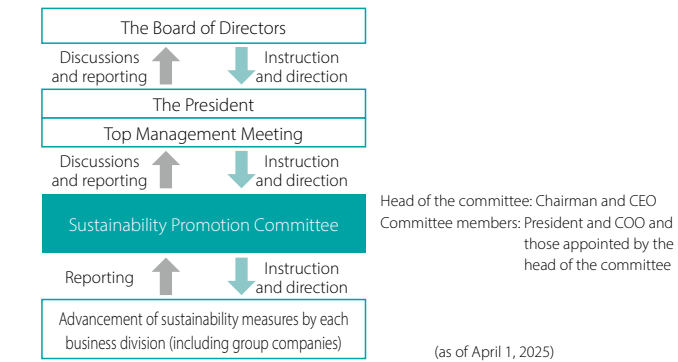 The Board of Directors
Discussions
and reporting
Instruction
and direction
The President
Top Management Meeting
Discussions
and reporting
Instruction
and direction
Sustainability Promotion Committee
Head of the committee: Chairman and CEO
Committee members: President and COO and
those appointed by the
head of the committee
Reporting
Instruction
and direction
Advancement of sustainability measures by each
business division (including group companies)
(as of April 1, 2025)